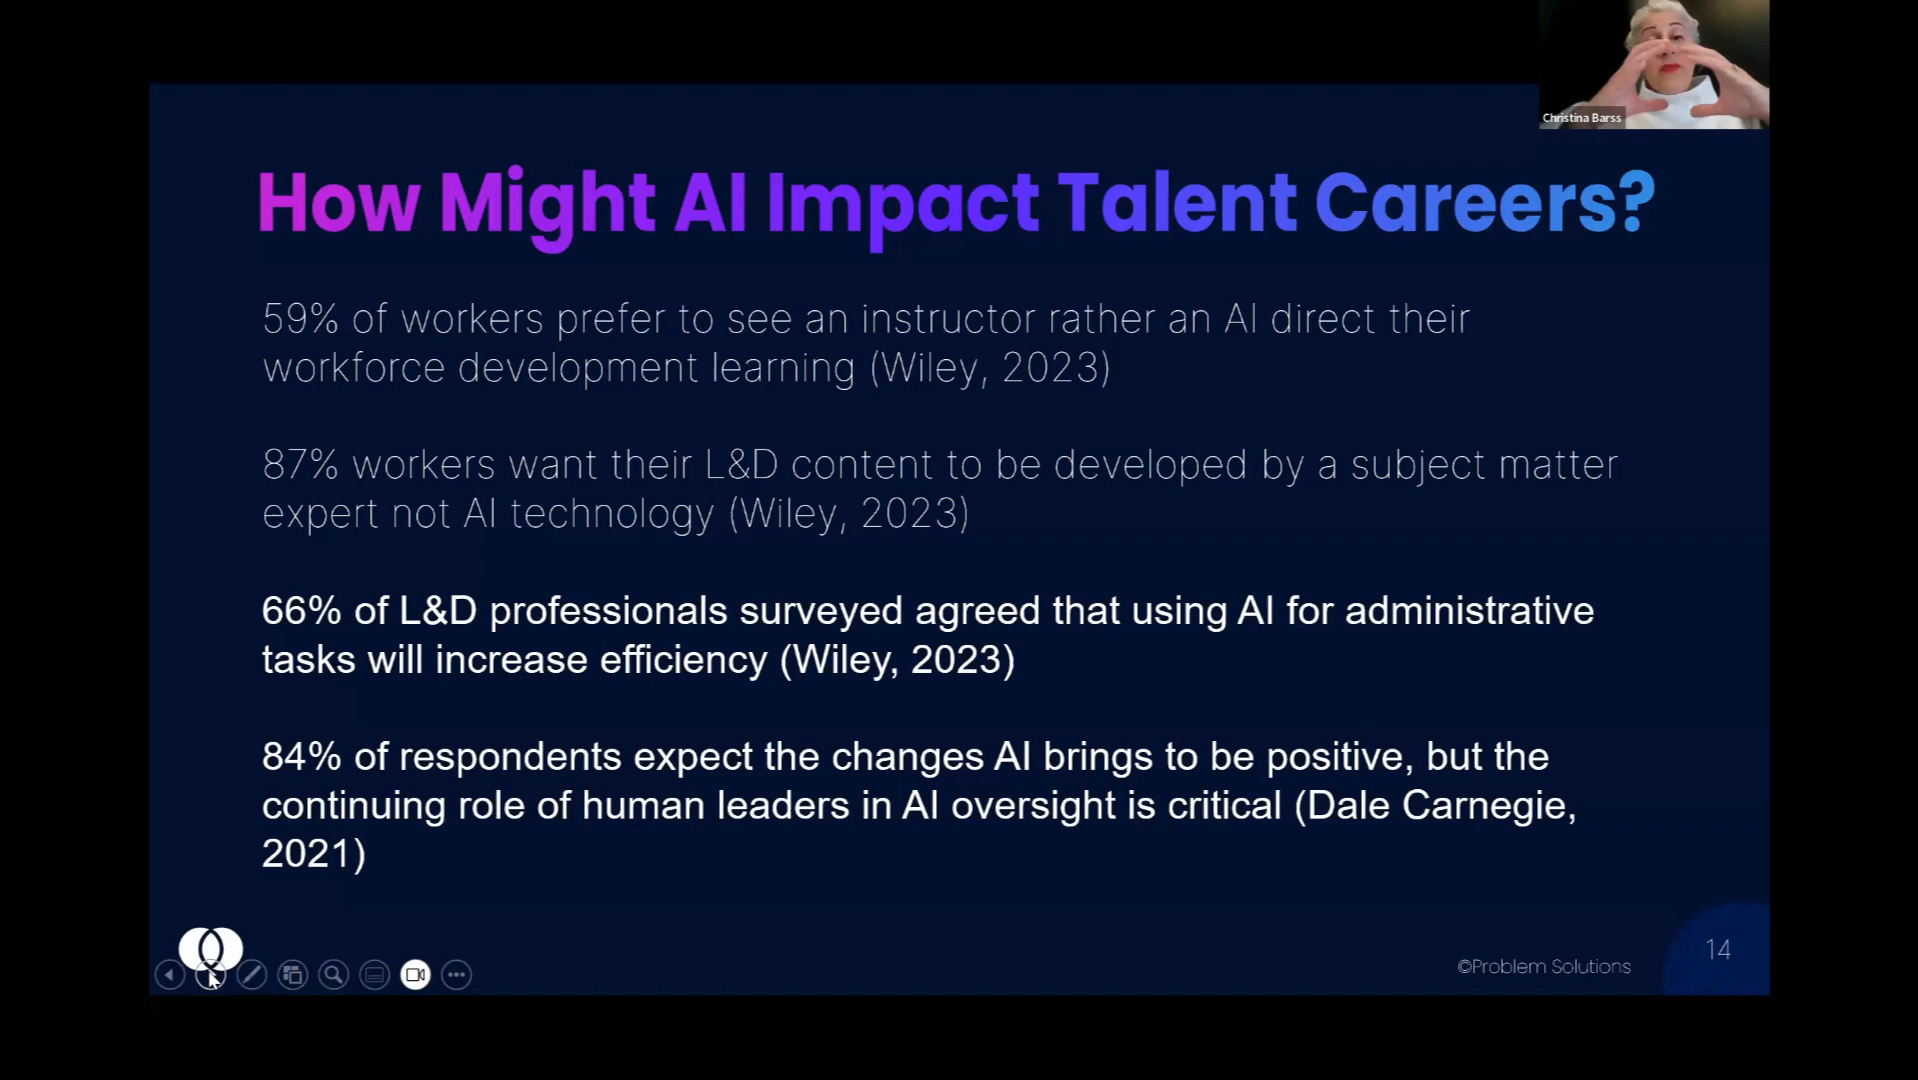 Christina Barss
How Might AI Impact Talent Careers?
59% of workers prefer to see an instructor rather an AI direct their
workforce development learning (Wiley, 2023)
87% workers want their L&D content to be developed by a subject matter
expert not AI technology (Wiley, 2023)
66% of L&D professionals surveyed agreed that using AI for administrative
tasks will increase efficiency (Wiley, 2023)
84% of respondents expect the changes AI brings to be positive, but the
continuing role of human leaders in AI oversight is critical (Dale Carnegie,
2021)
©Problem Solutions
14